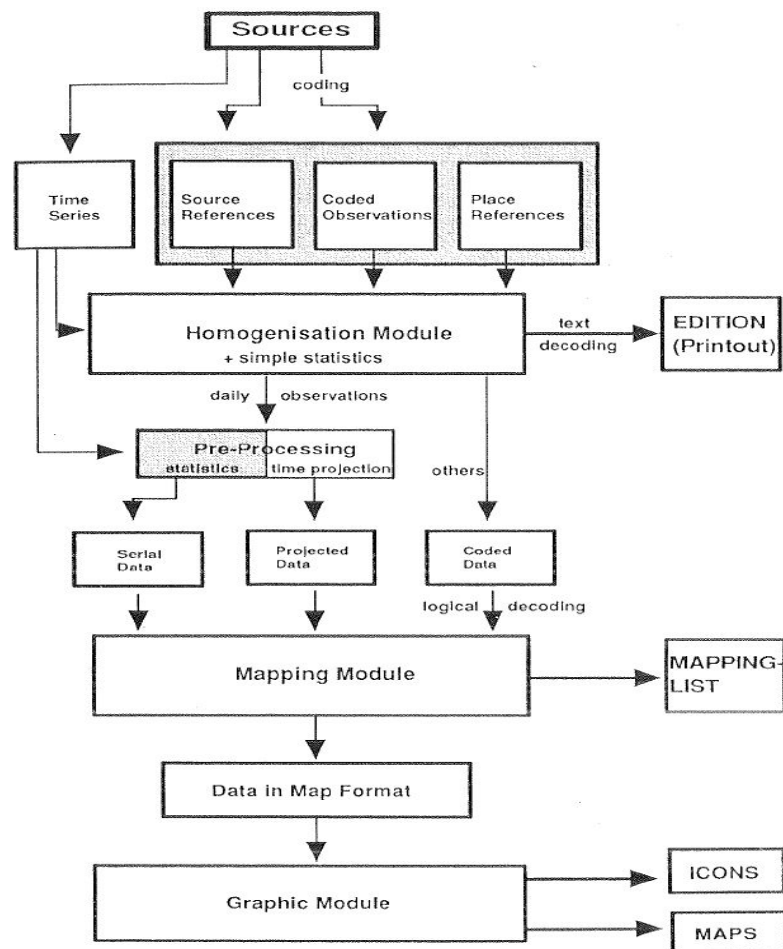 Sources
coding
Time
Series
Source
References
Coded
Observations
Place
References
Homogenisation Module
+ simple statistics
text
decoding
EDITION
(Printout)
daily observations
Pre-Processing
statistics time projection
others
Serial
Data
Projected
Data
Coded
Data
logical decoding
Mapping Module
MAPPING-
LIST
Data in Map Format
Graphic Module
ICONS
MAPS